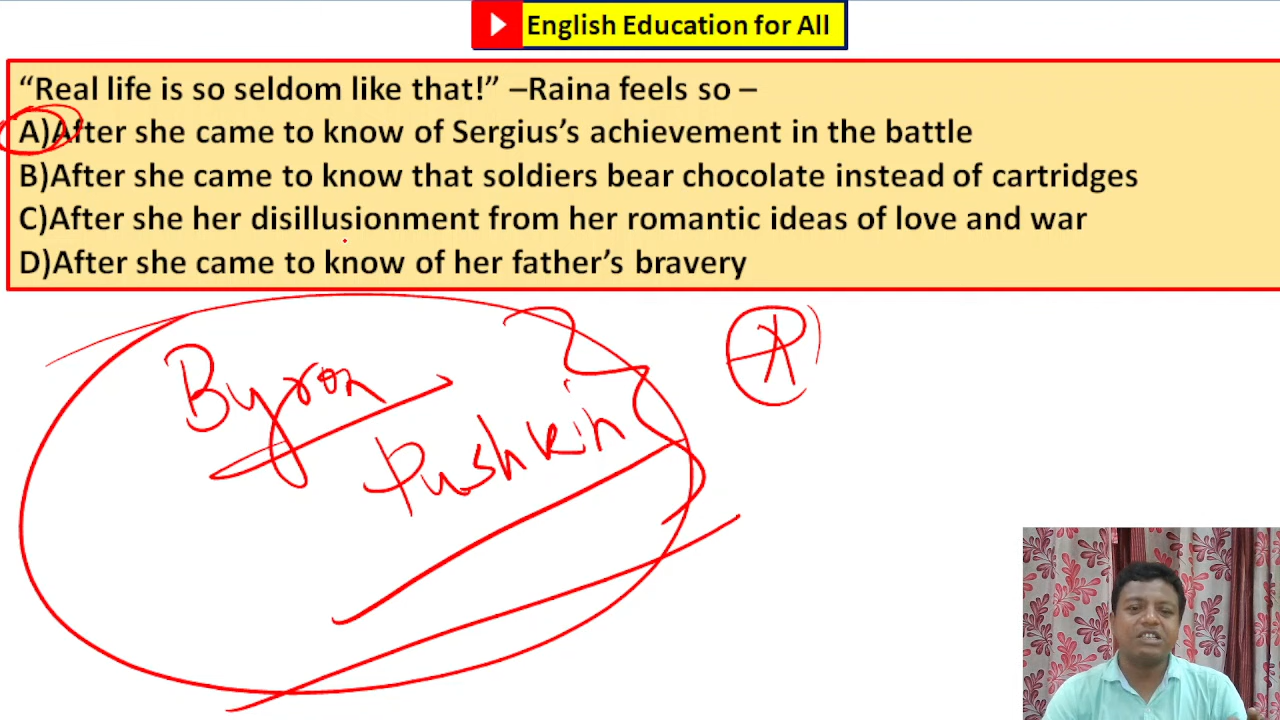 English Education for All
“Real life is so seldom like that!” –Raina feels so –
A)After she came to know of Sergius’s achievement in the battle
B)After she came to know that soldiers bear chocolate instead of cartridges
C)After she her disillusionment from her romantic ideas of love and war
D)After she came to know of her father’s bravery
Byron
Pushkin
A